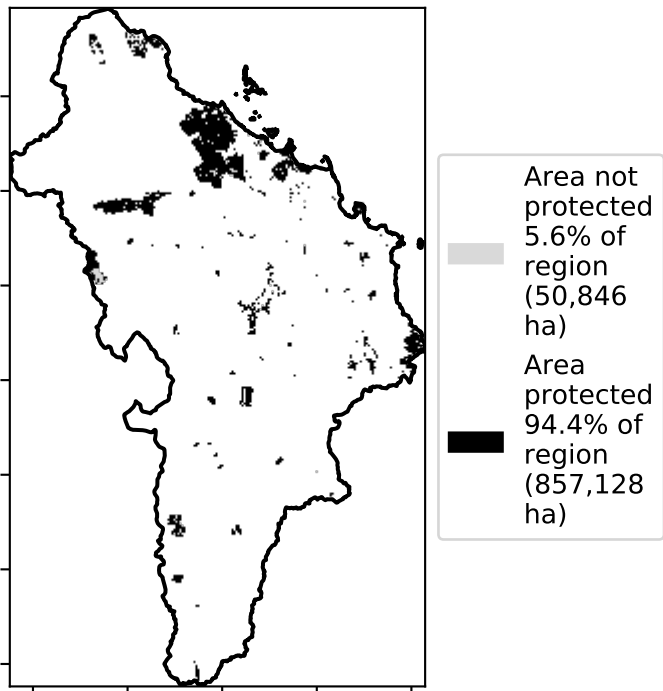 Area not
protected
5.6% of
region
(50,846
ha)
Area
protected
94.4% of
region
(857,128
ha)